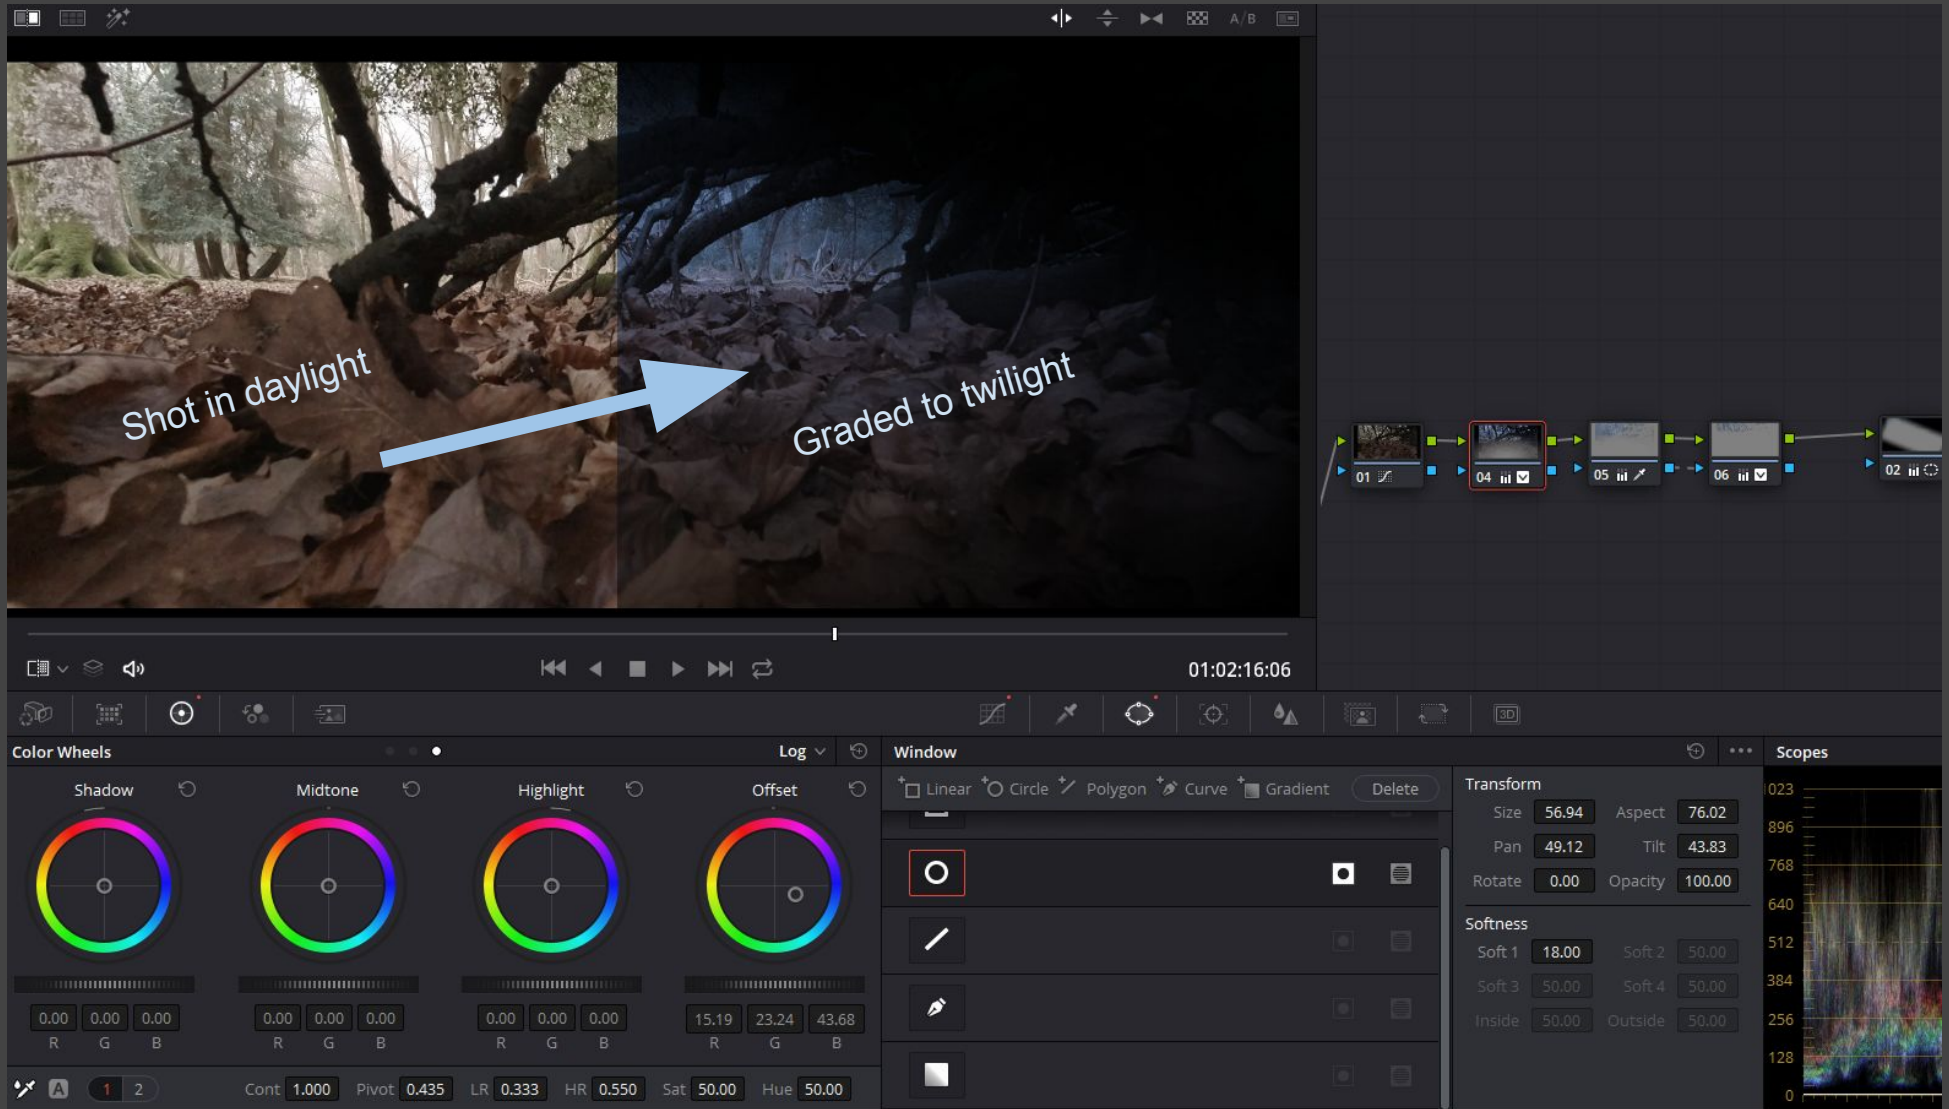 A/B
Shot in daylight
Graded to twilight
01
04
05
06
02
01:02:16:06
3D
Color Wheels
Log
Window
Scopes
Shadow
Midtone
Highlight
Offset
Linear Circle Polygon Curve Gradient Delete
Transform
Size 56.94 Aspect 76.02
Pan 49.12 Tilt 43.83
Rotate 0.00 Opacity 100.00
Softness
Soft 1 18.00 Soft 2 50.00
Soft 3 50.00 Soft 4 50.00
Inside 50.00 Outside 50.00
1023
896
768
640
512
384
256
128
0
0.00 0.00 0.00
R G B
0.00 0.00 0.00
R G B
0.00 0.00 0.00
R G B
15.19 23.24 43.68
R G B
A 1 2 Cont 1.000 Pivot 0.435 LR 0.333 HR 0.550 Sat 50.00 Hue 50.00